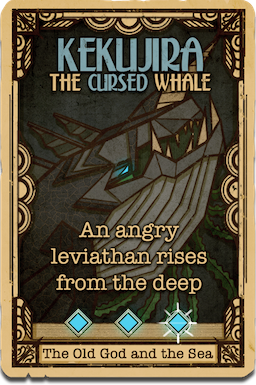 KEKUJIRA
THE CURSED WHALE
An angry
leviathan rises
from the deep
The Old God and the Sea